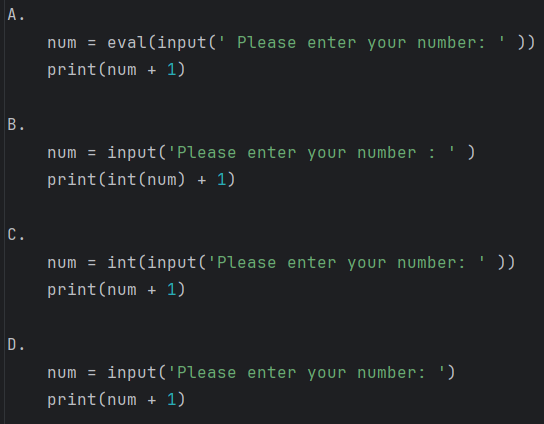 A.
num = eval(input(' Please enter your number: ' ))
print(num + 1)
B.
num = input('Please enter your number : ' )
print(int(num) + 1)
C.
num = int(input('Please enter your number: ' ))
print(num + 1)
D.
num = input('Please enter your number: ')
print(num + 1)